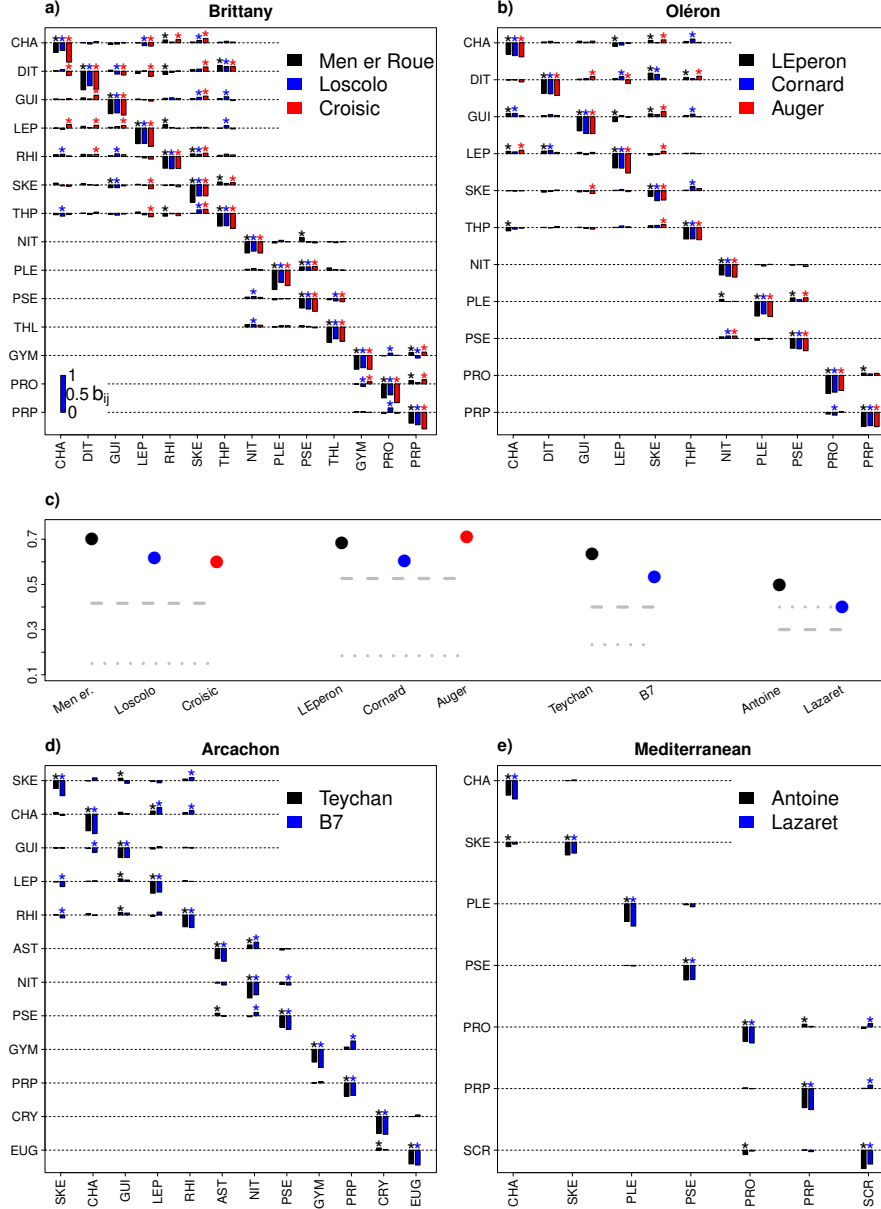 a) Brittany
CHA
DIT
GUI
LEP
RHI
SKE
THP
NIT
PLE
PSE
THL
GYM
PRO
PRP
Men er Roue
Loscolo
Croisic
1
0.5 b_ij
0
CHA DIT GUI LEP RHI SKE THP NIT PLE PSE THL GYM PRO PRP
b) Oléron
CHA
DIT
GUI
LEP
SKE
THP
NIT
PLE
PSE
PRO
PRP
LEperon
Cornard
Auger
CHA DIT GUI LEP SKE THP NIT PLE PSE PRO PRP
c)
0.7
0.5
0.3
0.1
Men er. Loscolo Croisic LEperon Cornard Auger Teychan B7 Antoine Lazaret
d) Arcachon
SKE
CHA
GUI
LEP
RHI
AST
NIT
PSE
GYM
PRP
CRY
EUG
Teychan
B7
SKE CHA GUI LEP RHI AST NIT PSE GYM PRP CRY EUG
e) Mediterranean
CHA
SKE
PLE
PSE
PRO
PRP
SCR
Antoine
Lazaret
CHA SKE PLE PSE PRO PRP SCR